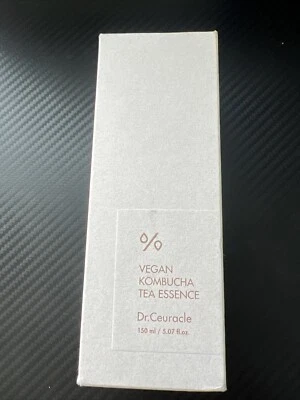 %
VEGAN
KOMBUCHA
TEA ESSENCE
Dr.Ceuracle
150 ml / 5.07 fl.oz.